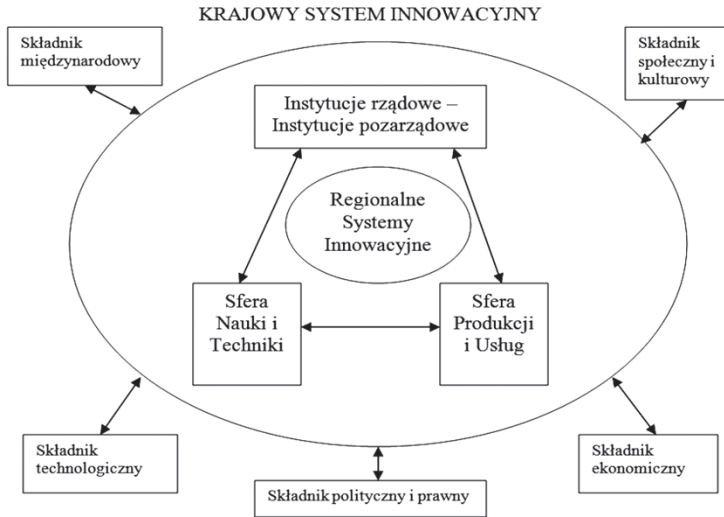 KRAJOWY SYSTEM INNOWACYJNY
Składnik
międzynarodowy
Składnik
społeczny i
kulturowy
Instytucje rządowe –
Instytucje pozarządowe
Regionalne
Systemy
Innowacyjne
Sfera
Nauki i
Techniki
Sfera
Produkcji
i Usług
Składnik
technologiczny
Składnik polityczny i prawny
Składnik
ekonomiczny